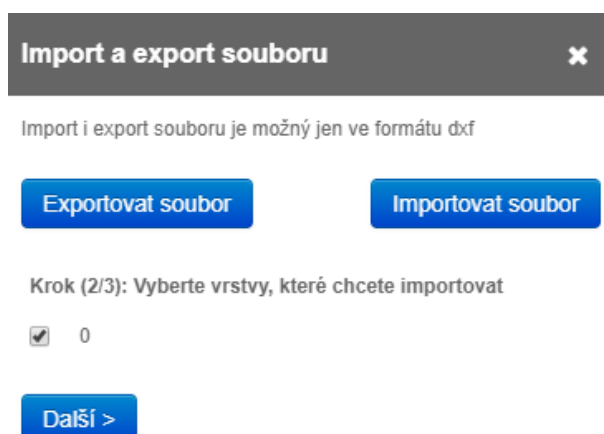 Import a export souboru
Import i export souboru je možný jen ve formátu dxf
Exportovat soubor
Importovat soubor
Krok (2/3): Vyberte vrstvy, které chcete importovat
0
Další >